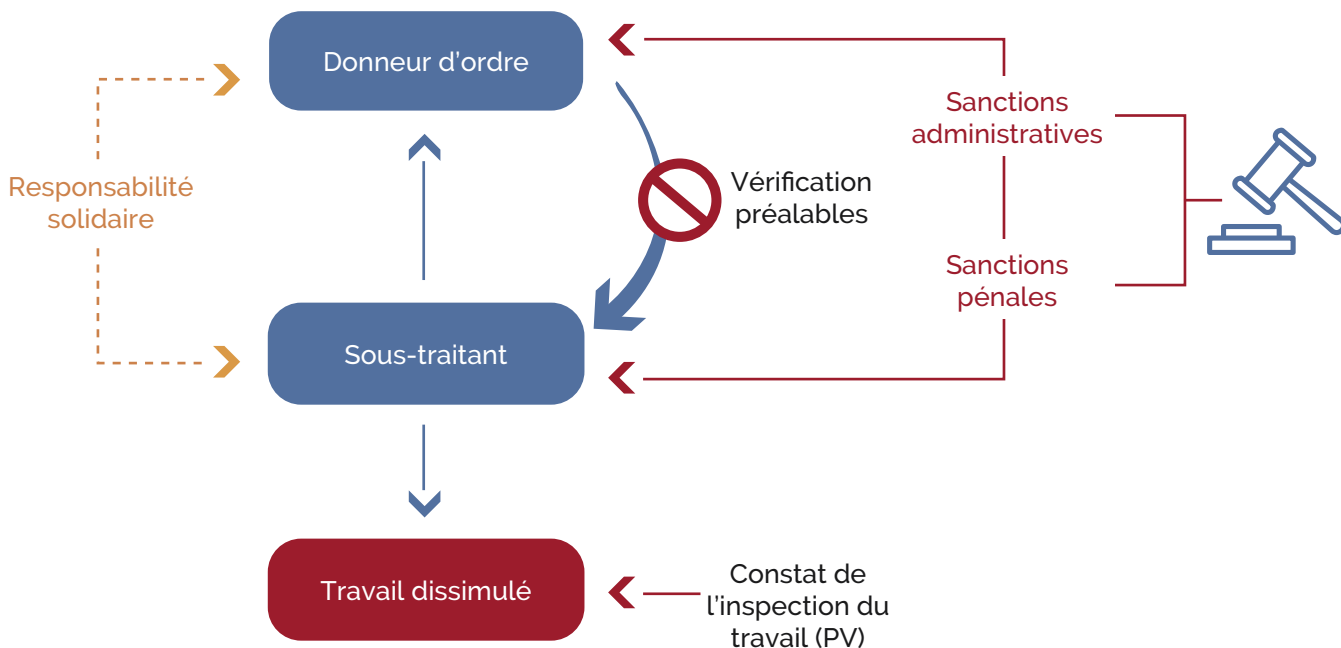 Donneur d'ordre
Sanctions
administratives
Responsabilité
solidaire
Vérification
préalables
Sanctions
pénales
Sous-traitant
Travail dissimulé
Constat de
l'inspection du
travail (PV)